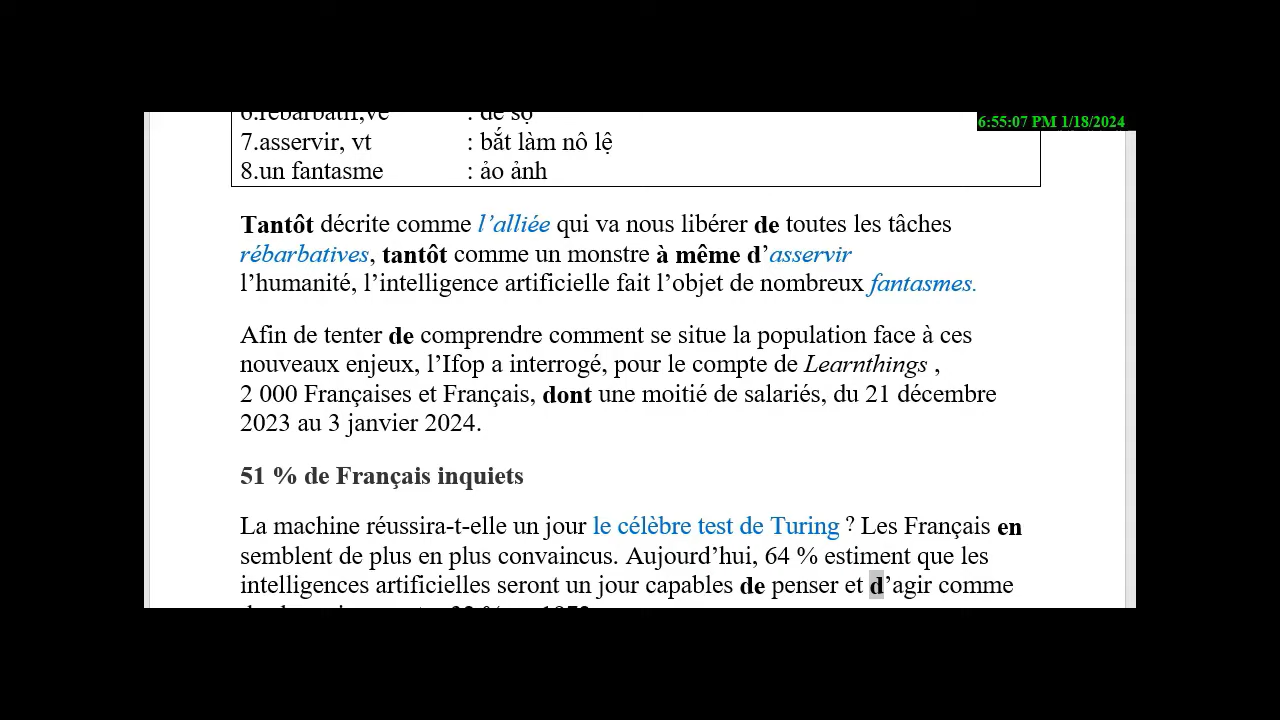 6:55:07 PM 1/18/2024
6.rébarbatif,ve : dễ sợ
7.asservir, vt : bắt làm nô lệ
8.un fantasme : ảo ảnh
Tantôt décrite comme l’alliée qui va nous libérer de toutes les tâches
rébarbatives, tantôt comme un monstre à même d’asservir
l’humanité, l’intelligence artificielle fait l’objet de nombreux fantasmes.
Afin de tenter de comprendre comment se situe la population face à ces
nouveaux enjeux, l’Ifop a interrogé, pour le compte de Learnthings ,
2 000 Françaises et Français, dont une moitié de salariés, du 21 décembre
2023 au 3 janvier 2024.
51 % de Français inquiets
La machine réussira-t-elle un jour le célèbre test de Turing ? Les Français en
semblent de plus en plus convaincus. Aujourd’hui, 64 % estiment que les
intelligences artificielles seront un jour capables de penser et d’agir comme